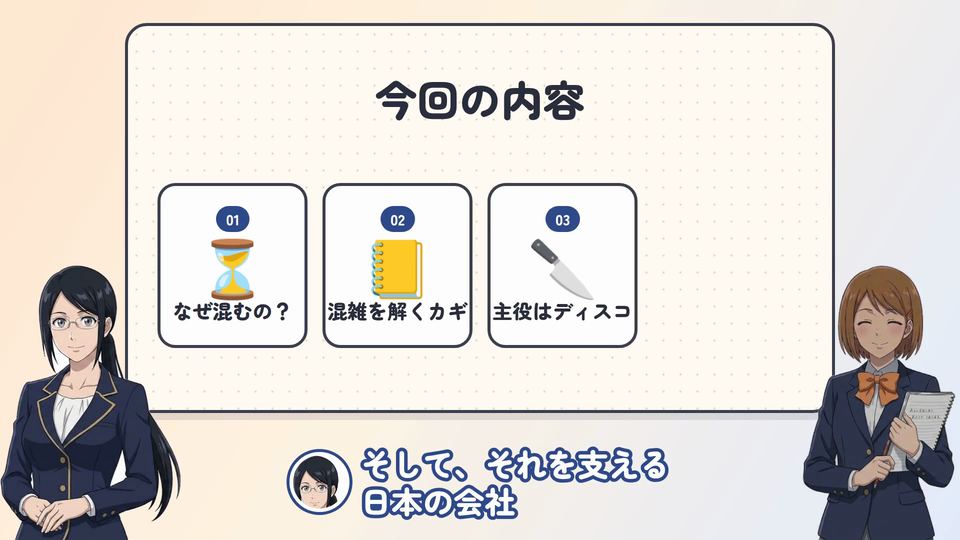 今回の内容
01
なぜ混むの？
02
混雑を解くカギ
03
主役はディスコ
そして、それを支える
日本の会社